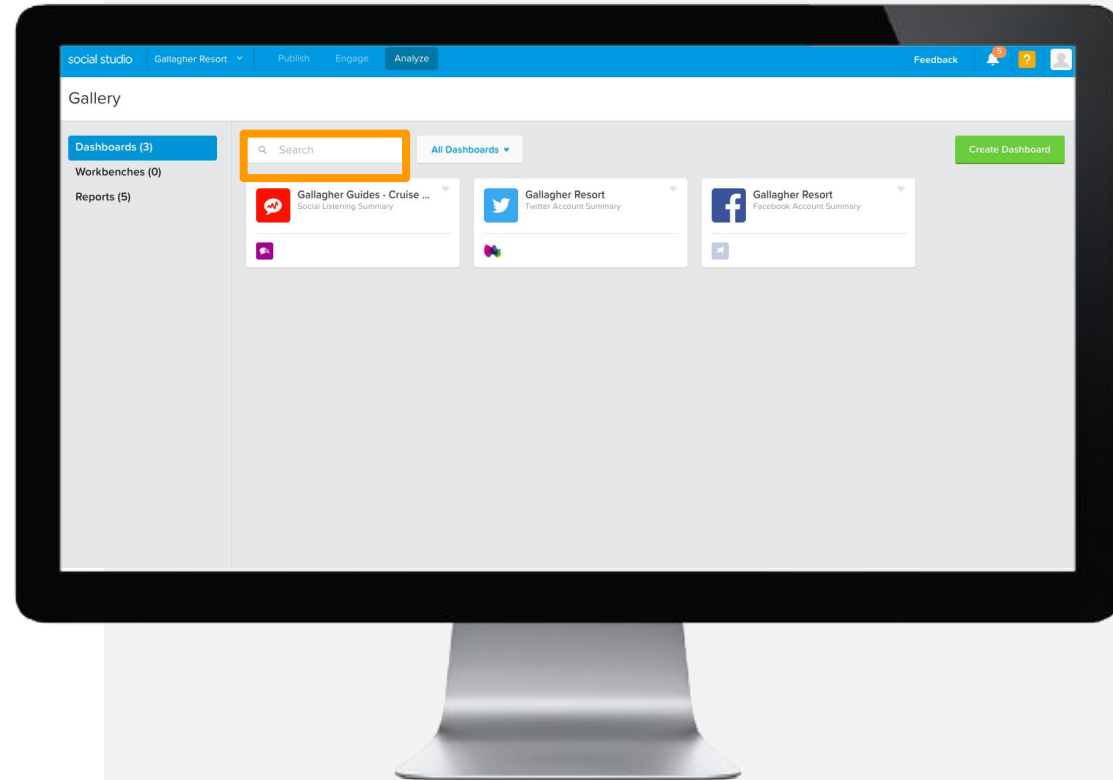 social studio Gallagher Resort Publish Engage Analyze Feedback 5 ?
Gallery
Dashboards (3)
Workbenches (0)
Reports (5)
Search All Dashboards Create Dashboard
Gallagher Guides - Cruise ...
Social Listening Summary
Gallagher Resort
Twitter Account Summary
Gallagher Resort
Facebook Account Summary